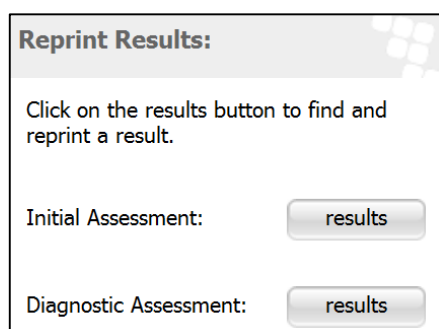 Reprint Results:
Click on the results button to find and
reprint a result.
Initial Assessment: results
Diagnostic Assessment: results